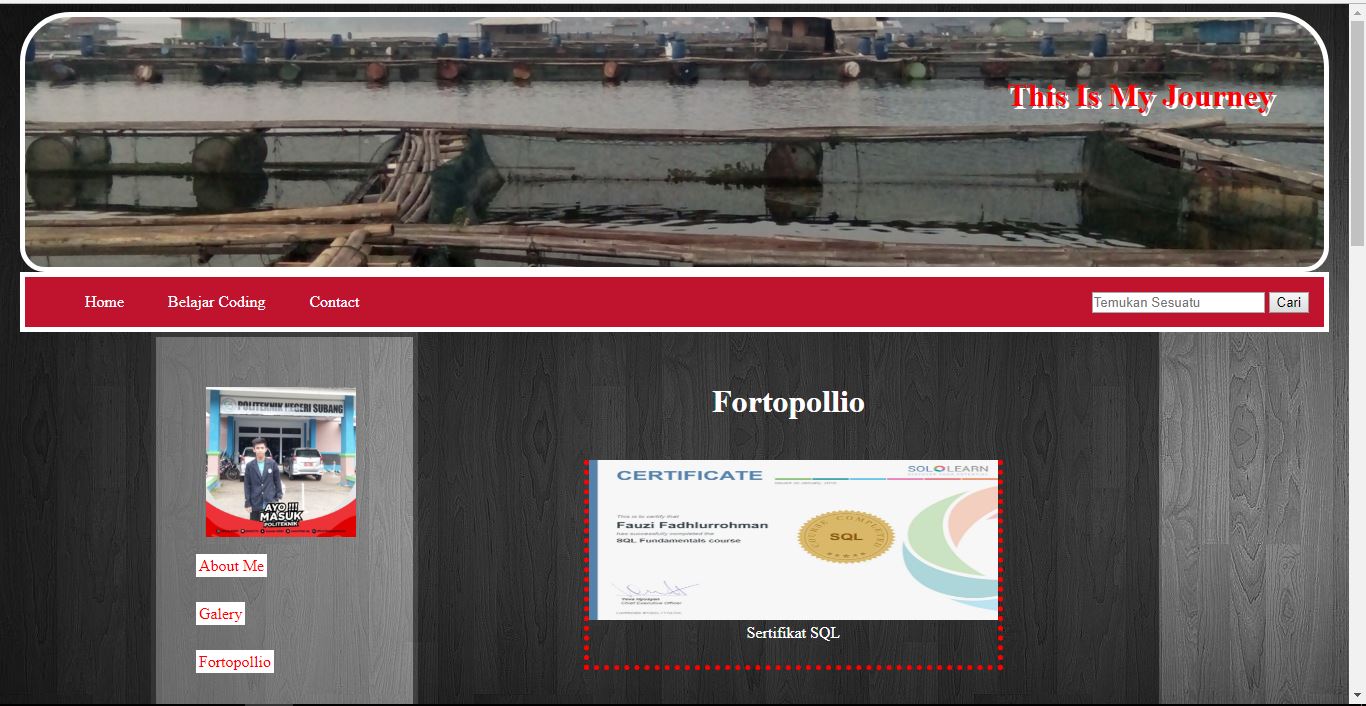 This Is My Journey
Home
Belajar Coding
Contact
Temukan Sesuatu
Cari
POLITEKNIK NEGERI SUBANG
AYO !!!
MASUK
POLITEKNIK
About Me
Galery
Fortopollio
Fortopollio
CERTIFICATE
SOLOLEARN
This is to certify that
Fauzi Fadhlurrohman
has successfully completed the
SQL Fundamentals course
COURSE COMPLETED
SQL
Yeva Hyusyan
Chief Executive Officer
Sertifikat SQL